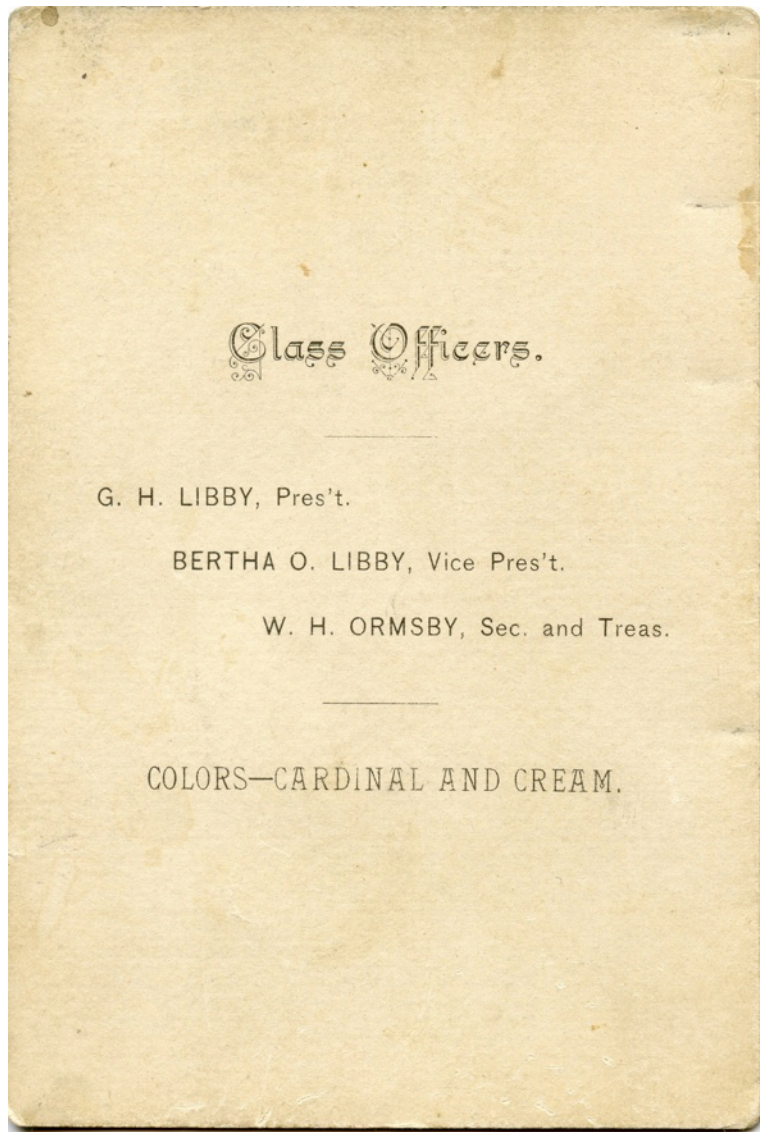 Class Officers.
G. H. LIBBY, Pres't.
BERTHA O. LIBBY, Vice Pres't.
W. H. ORMSBY, Sec. and Treas.
COLORS—CARDINAL AND CREAM.